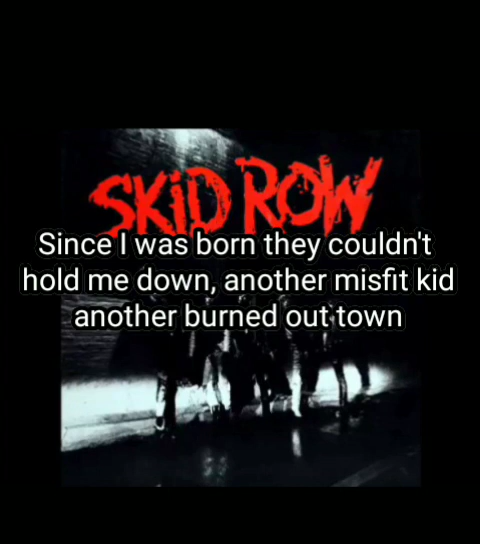 SKID ROW
Since I was born they couldn't
hold me down, another misfit kid
another burned out town